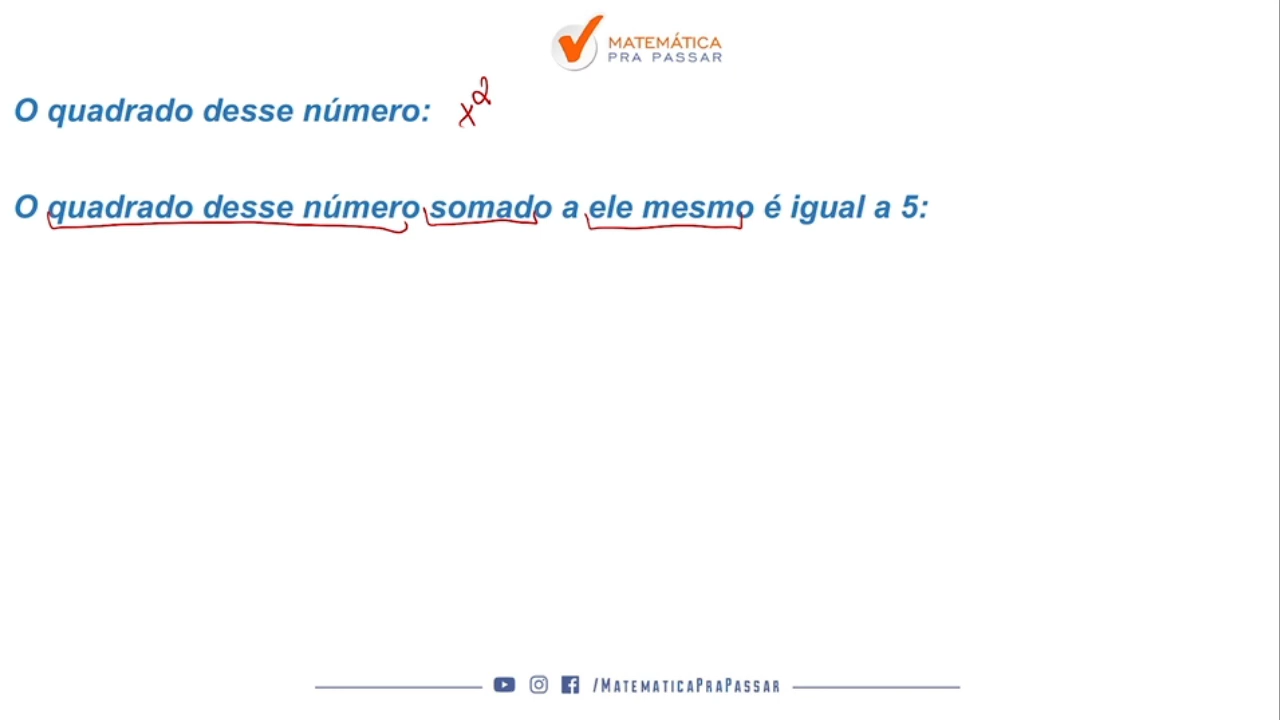 MATEMÁTICA
PRA PASSAR
O quadrado desse número: x²
O quadrado desse número somado a ele mesmo é igual a 5:
/MATEMATICAPRAPASSAR